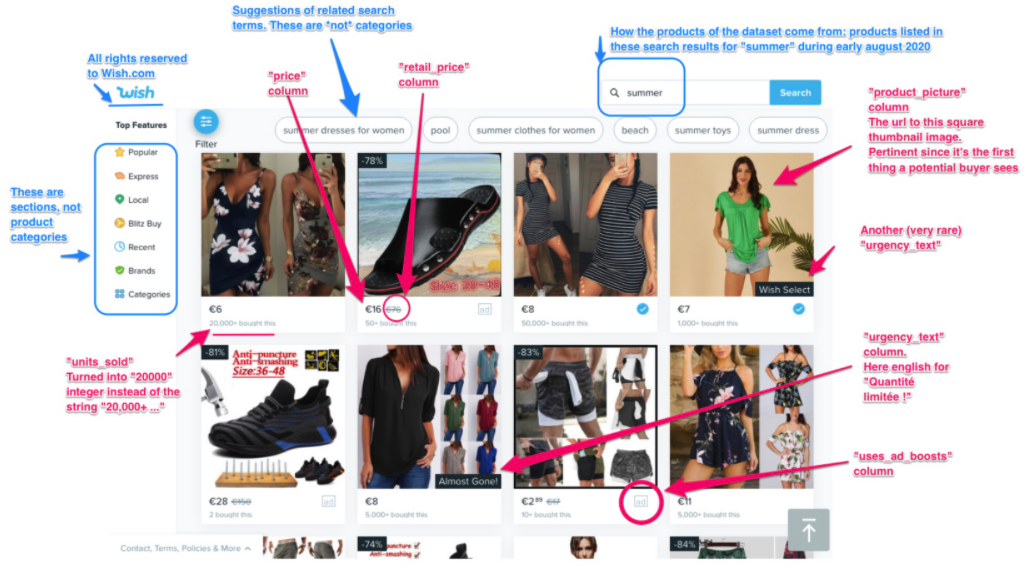 Suggestions of related search
terms. These are *not* categories
How the products of the dataset come from: products listed in
these search results for "summer" during early august 2020
All rights reserved
to Wish.com
wish
"price"
column
"retail_price"
column
summer
Search
"product_picture"
column
The url to this square
thumbnail image.
Pertinent since it's the first
thing a potential buyer sees
Top Features
Filter
summer dresses for women
pool
summer clothes for women
beach
summer toys
summer dress
Popular
Express
Local
Blitz Buy
Recent
Brands
Categories
These are
sections, not
product
categories
-78%
Size 39-48
Another (very rare)
"urgency_text"
Wish Select
€6
20,000+ bought this
€16 €76
ad
50+ bought this
€8
50,000+ bought this
€7
1,000+ bought this
"units_sold"
Turned into "20000"
integer instead of the
string "20,000+ ..."
-81%
Anti-puncture
Anti-smashing
Size:36-48
-83%
"urgency_text"
column.
Here english for
"Quantité
limitée !"
Almost Gone!
"uses_ad_boosts"
column
€28 €150
ad
2 bought this
€8
5,000+ bought this
€2 89 €17
ad
10+ bought this
€11
5,000+ bought this
Contact, Terms, Policies & More
-74%
Anti-smashing
-84%